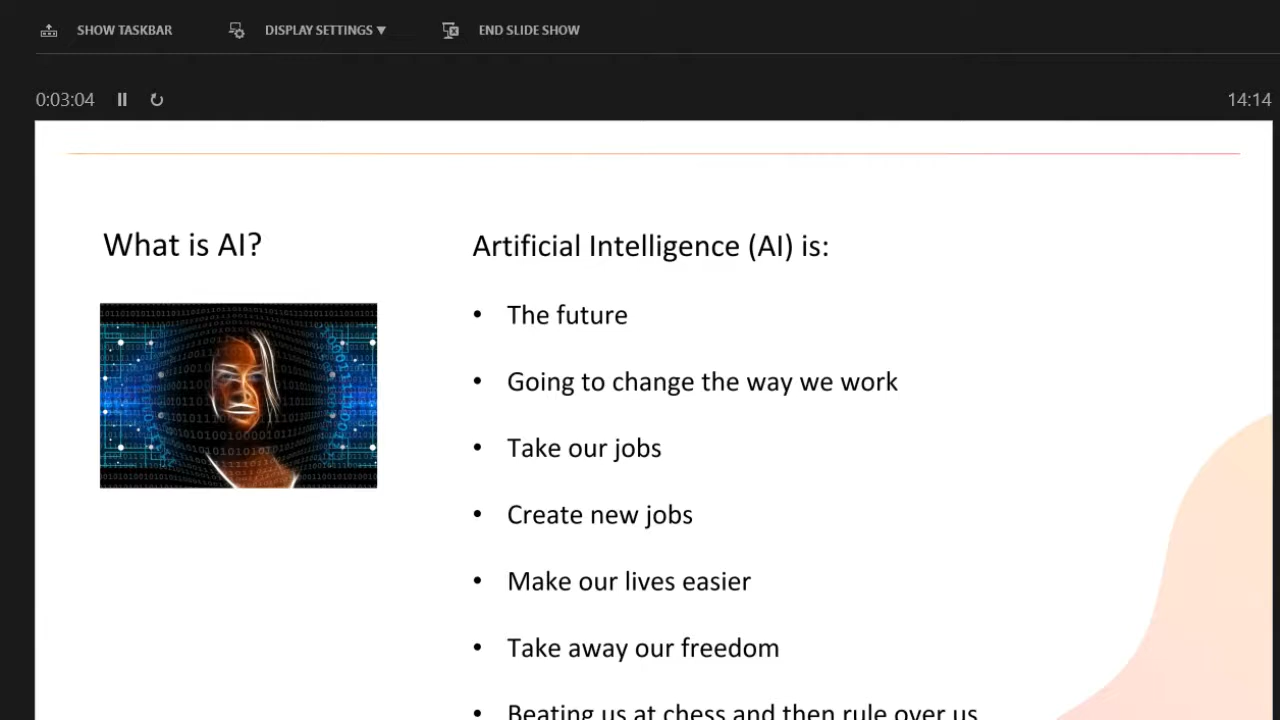 SHOW TASKBAR DISPLAY SETTINGS ▼ END SLIDE SHOW
0:03:04 14:14
What is AI?
Artificial Intelligence (AI) is:
• The future
• Going to change the way we work
• Take our jobs
• Create new jobs
• Make our lives easier
• Take away our freedom
• Beating us at chess and then rule over us